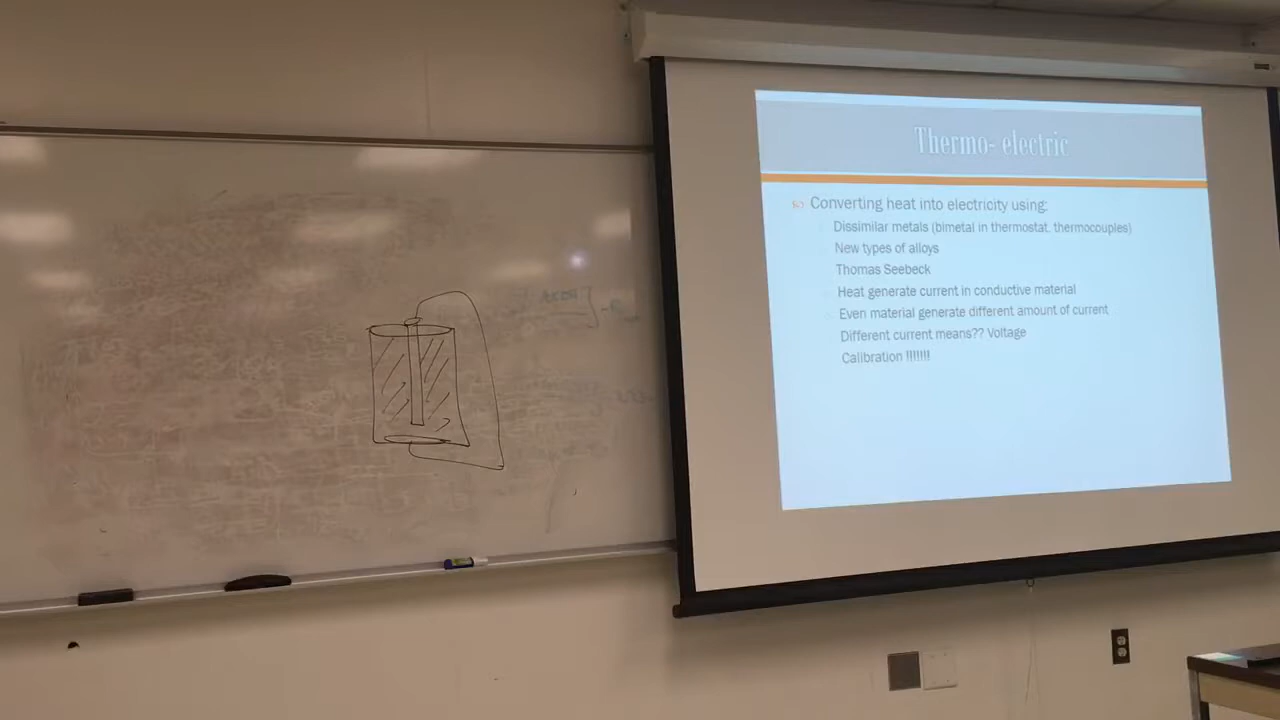 Thermo- electric
Converting heat into electricity using:
Dissimilar metals (bimetal in thermostat, thermocouples)
New types of alloys
Thomas Seebeck
Heat generate current in conductive material
Even material generate different amount of current
Different current means?? Voltage
Calibration !!!!!!!